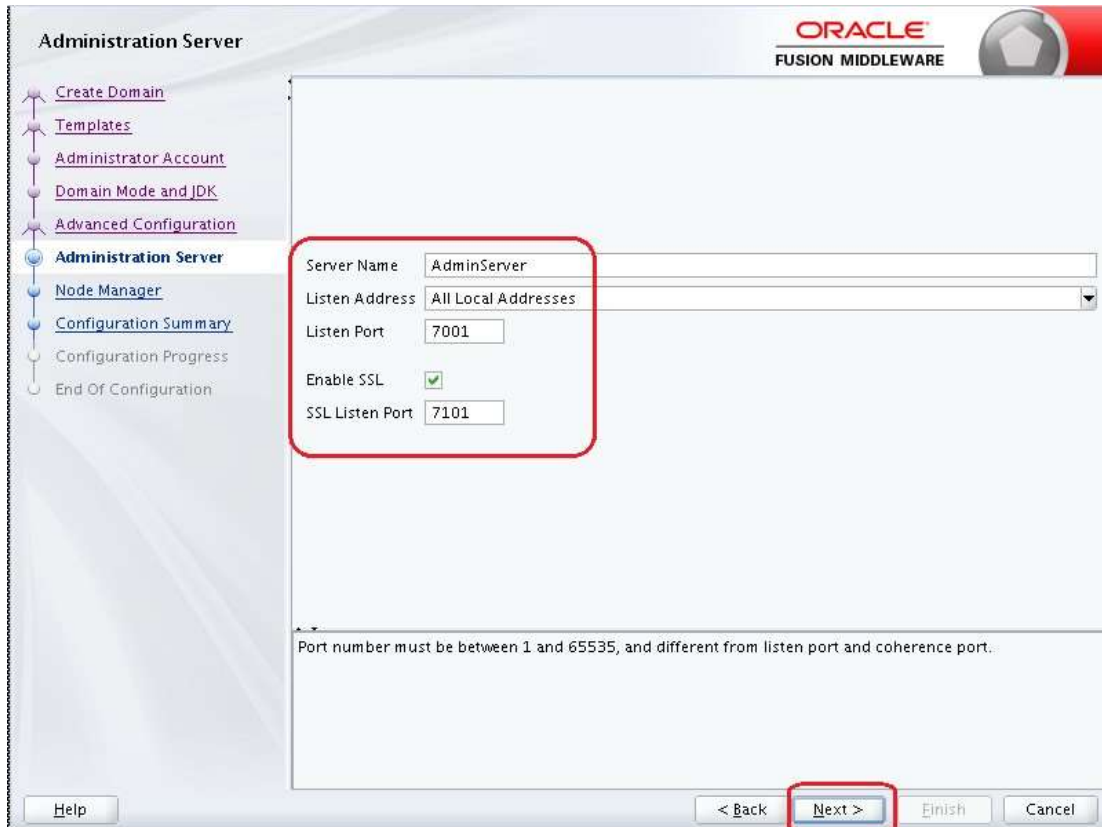 Administration Server
ORACLE
FUSION MIDDLEWARE
Create Domain
Templates
Administrator Account
Domain Mode and JDK
Advanced Configuration
Administration Server
Node Manager
Configuration Summary
Configuration Progress
End Of Configuration
Server Name AdminServer
Listen Address All Local Addresses
Listen Port 7001
Enable SSL
SSL Listen Port 7101
Port number must be between 1 and 65535, and different from listen port and coherence port.
Help < Back Next > Finish Cancel